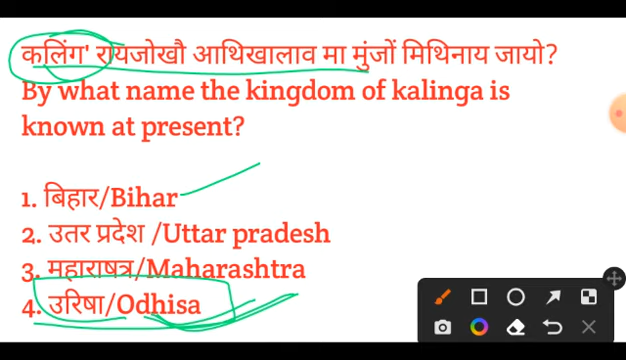 कलिंग' रायजोखौ आथिखालाव मा मुंजों मिथिनाय जायो?
By what name the kingdom of kalinga is
known at present?
1. बिहार/Bihar
2. उतर प्रदेश /Uttar pradesh
3. महाराषत्र/Maharashtra
4. उरिषा/Odhisa